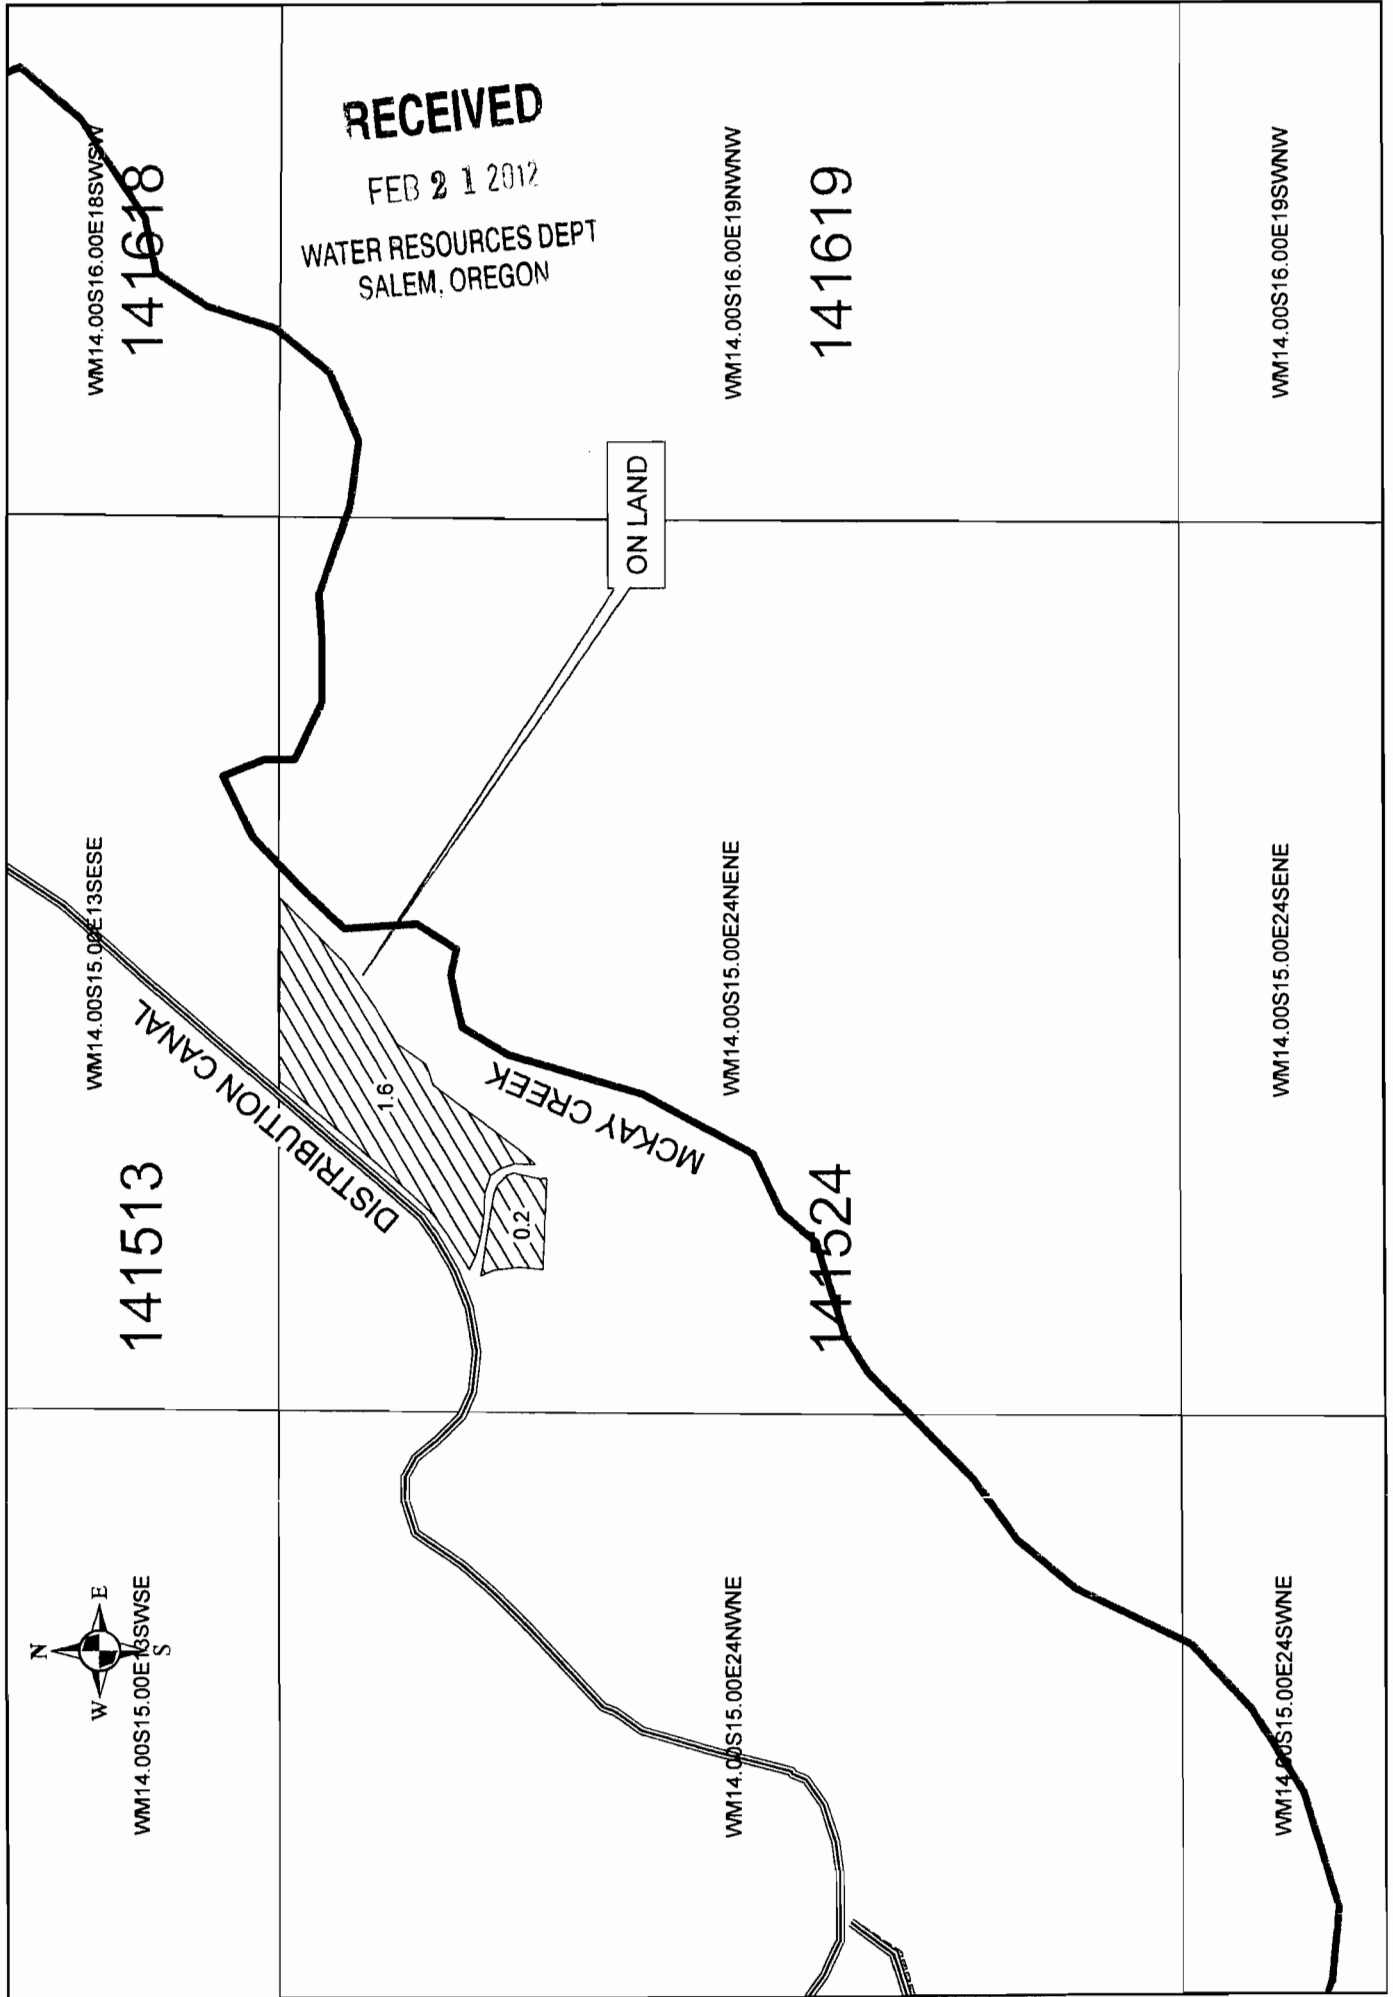 RECEIVED
FEB 2 1 2012
WATER RESOURCES DEPT
SALEM, OREGON
N
W
E
S
WM14.00S15.00E13SWSE
141513
WM14.00S15.00E13SESE
WM14.00S16.00E18SWSW
141618
DISTRIBUTION CANAL
1.6
0.2
MCKAY CREEK
ON LAND
WM14.00S15.00E24NWNE
WM14.00S15.00E24NENE
WM14.00S16.00E19NWNW
141524
141619
WM14.00S15.00E24SWNE
WM14.00S15.00E24SENE
WM14.00S16.00E19SWNW